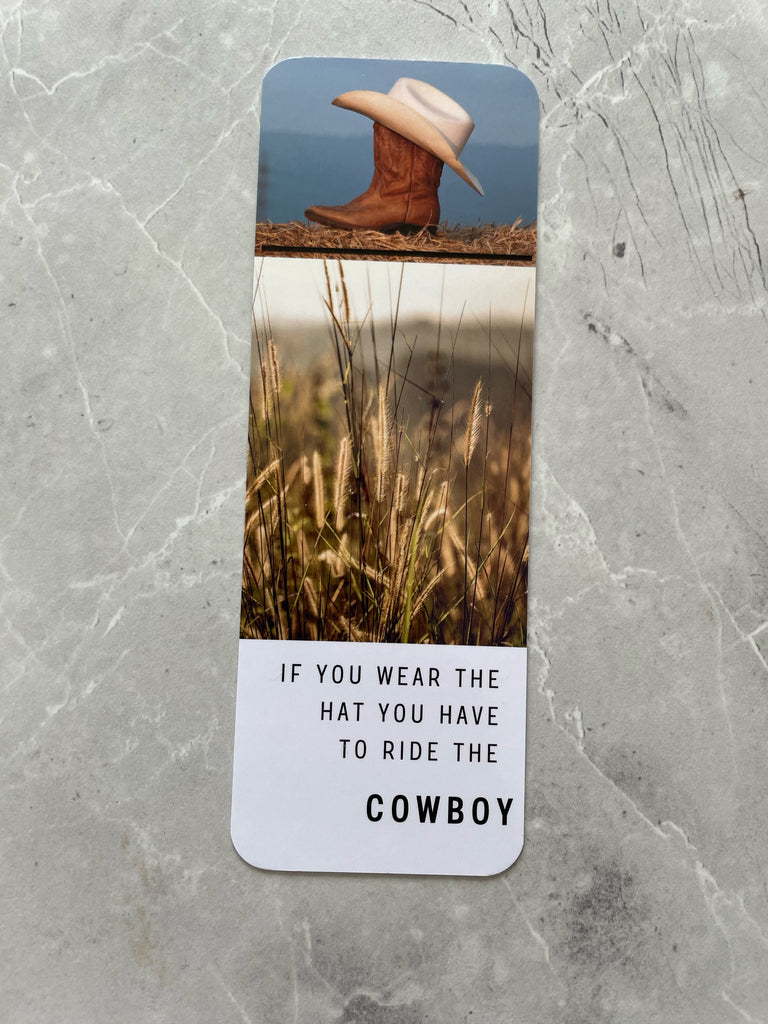 IF YOU WEAR THE
HAT YOU HAVE
TO RIDE THE
COWBOY